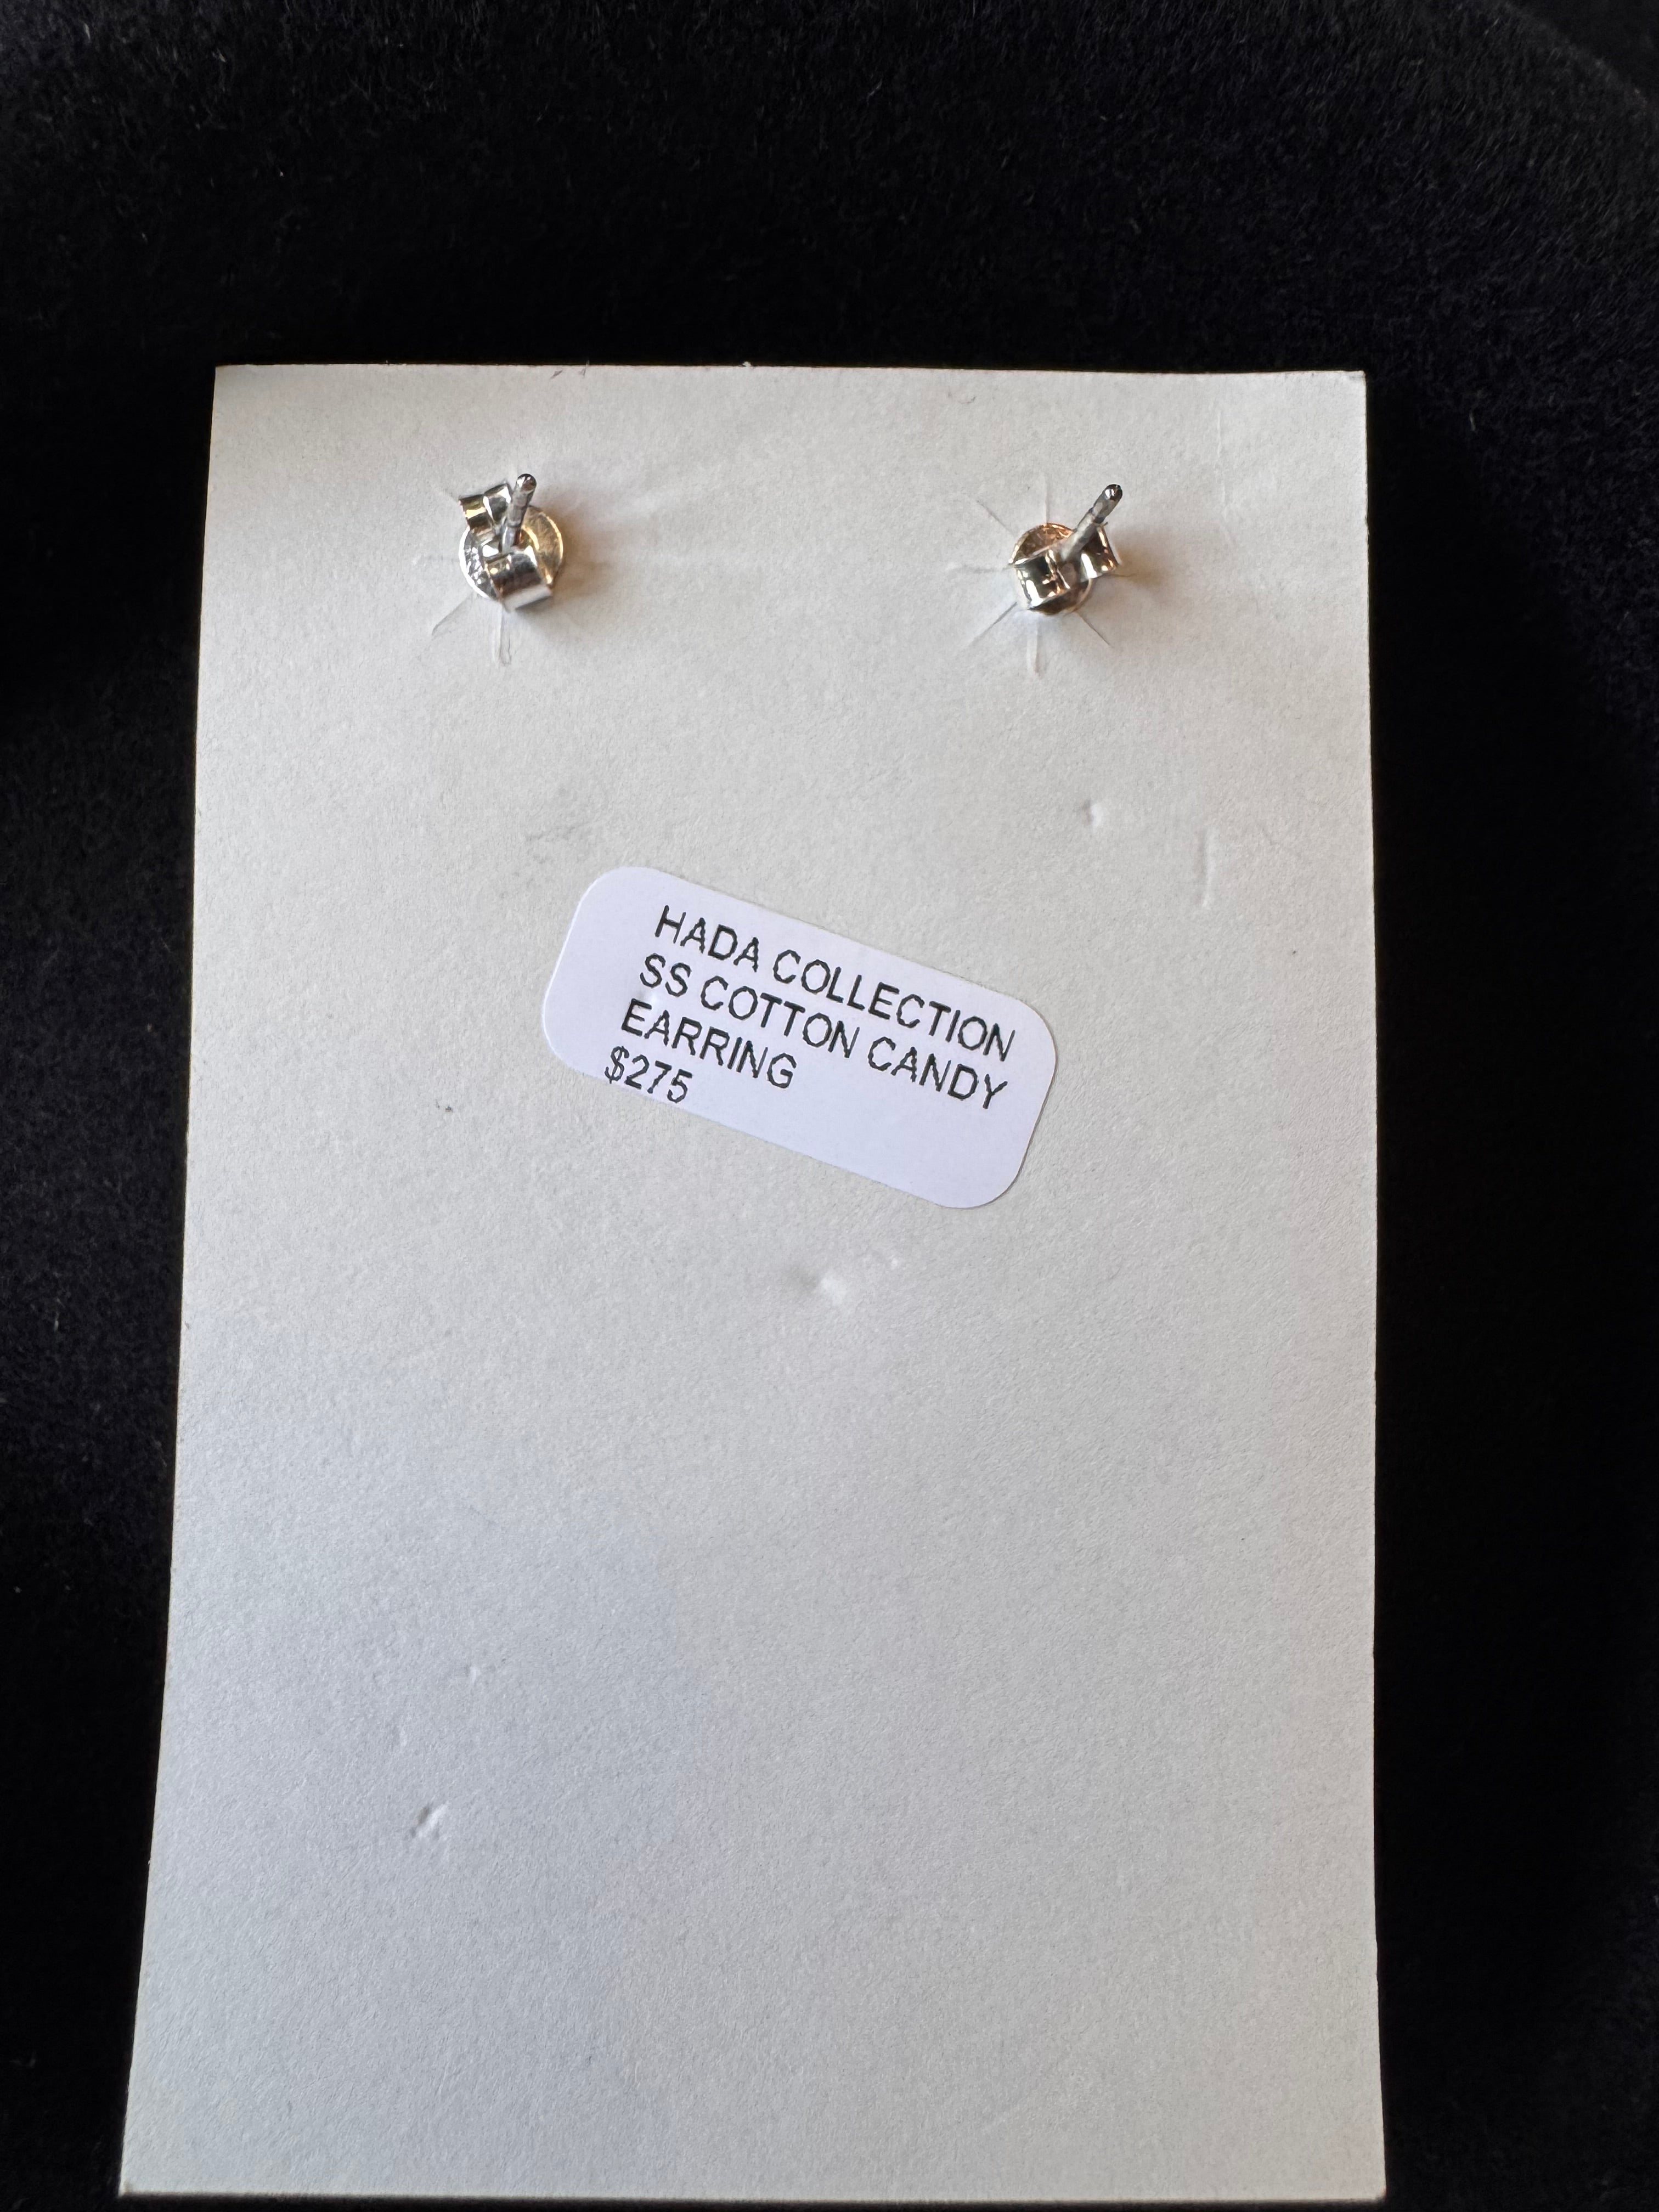 HADA COLLECTION
SS COTTON CANDY
EARRING
$275